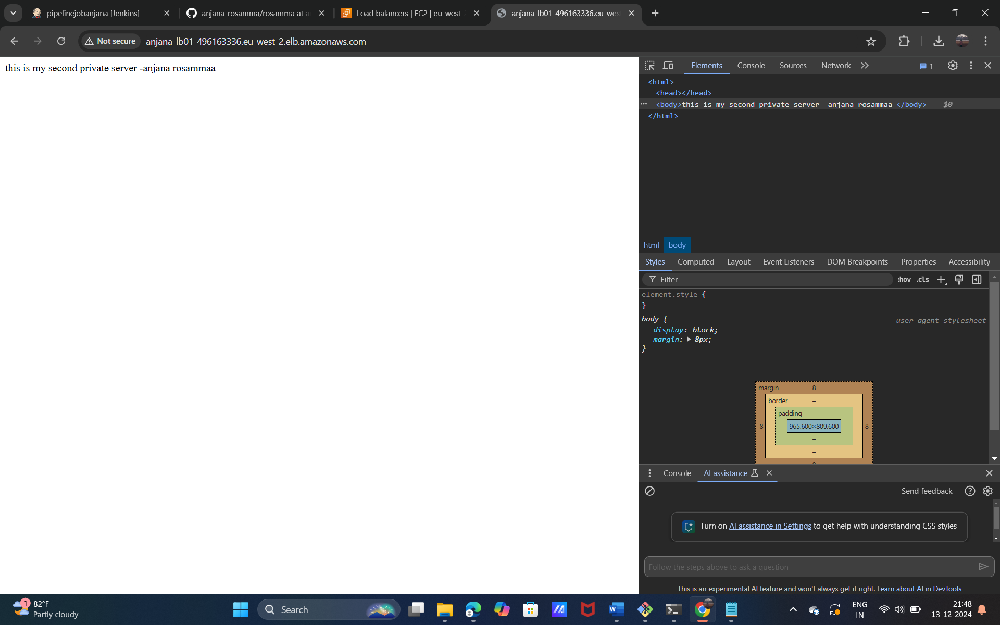 pipelinejobanjana [Jenkins]
anjana-rosamma/rosamma at a
Load balancers | EC2 | eu-west-
anjana-lb01-496163336.eu-wes
Not secure
anjana-lb01-496163336.eu-west-2.elb.amazonaws.com
this is my second private server -anjana rosammaa
Elements
Console
Sources
Network
1
<html>
<head></head>
<body>this is my second private server -anjana rosammaa </body> == $0
</html>
html
body
Styles
Computed
Layout
Event Listeners
DOM Breakpoints
Properties
Accessibility
Filter
:hov
.cls
element.style {
}
body {
user agent stylesheet
display: block;
margin: 8px;
}
margin
8
border
–
padding
–
8
–
–
965.600×809.600
–
–
8
–
–
Console
AI assistance
Send feedback
Turn on AI assistance in Settings to get help with understanding CSS styles
Follow the steps above to ask a question
This is an experimental AI feature and won't always get it right. Learn about AI in DevTools
1
82°F
Partly cloudy
Search
ENG
IN
21:48
13-12-2024